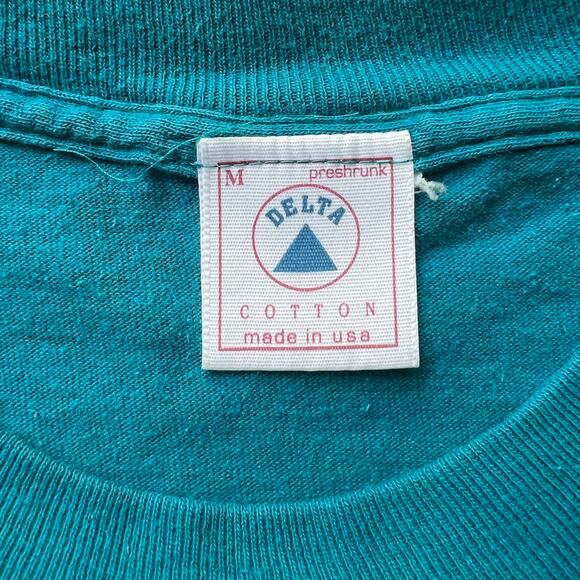 M preshrunk
DELTA
COTTON
made in usa